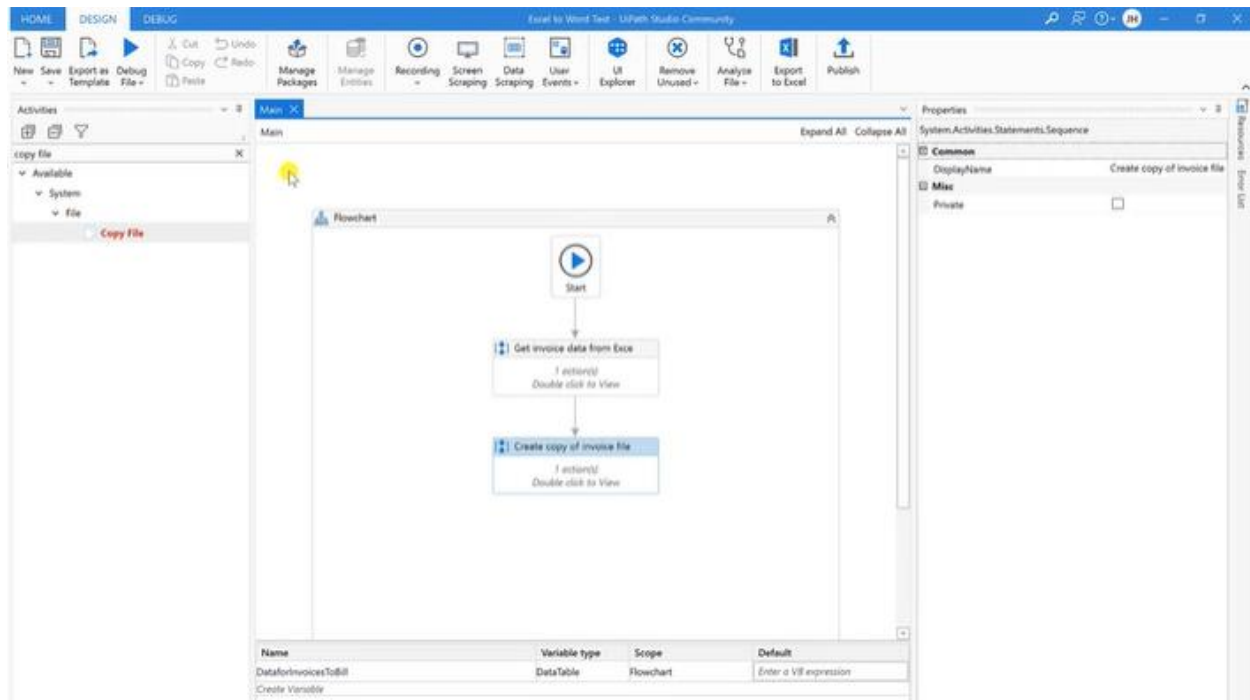 HOME DESIGN DEBUG Excel to Word Test - UiPath Studio Community JH
New Save Export as Template Debug File Cut Copy Paste Undo Redo Manage Packages Manage Entities Recording Screen Scraping Data Scraping User Events UI Explorer Remove Unused Analyze File Export to Excel Publish
Activities
copy file
Available
System
File
Copy File
Main
Main Expand All Collapse All
Flowchart
Start
Get invoice data from Exce
1 action(s)
Double click to View
Create copy of invoice file
1 action(s)
Double click to View
Name Variable type Scope Default
DataforInvoicesToBill DataTable Flowchart Enter a VB expression
Create Variable
Properties
System.Activities.Statements.Sequence
Common
DisplayName Create copy of invoice file
Misc
Private
Resources
Error List